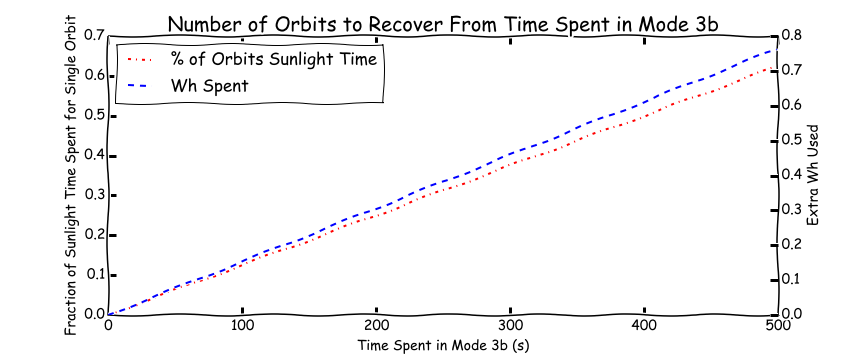 Number of Orbits to Recover From Time Spent in Mode 3b
Fraction of Sunlight Time Spent for Single Orbit
0.7
0.6
0.5
0.4
0.3
0.2
0.1
0.0
% of Orbits Sunlight Time
Wh Spent
0.8
0.7
0.6
0.5
0.4
0.3
0.2
0.1
0.0
Extra Wh Used
0 100 200 300 400 500
Time Spent in Mode 3b (s)